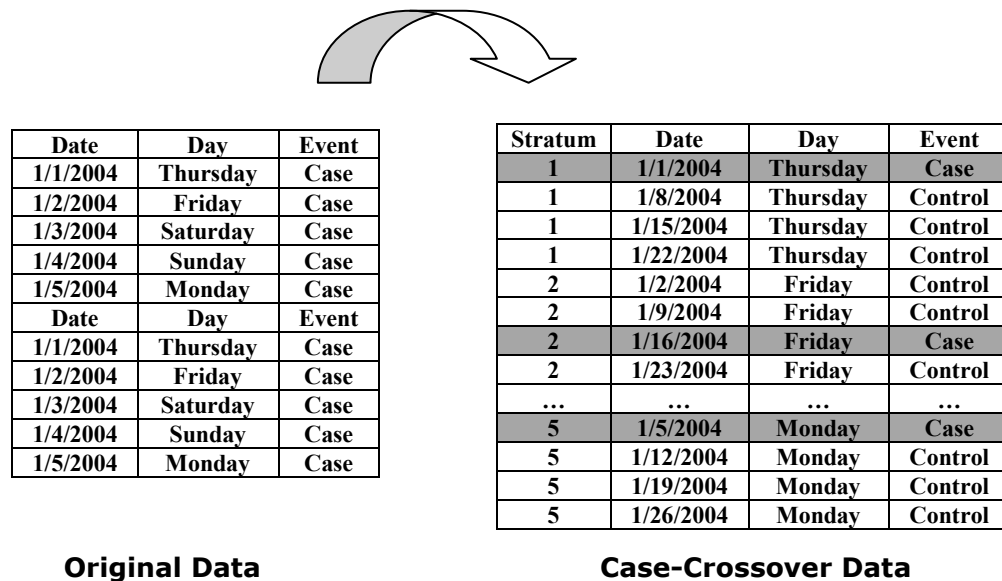 Date Day Event
1/1/2004 Thursday Case
1/2/2004 Friday Case
1/3/2004 Saturday Case
1/4/2004 Sunday Case
1/5/2004 Monday Case
Date Day Event
1/1/2004 Thursday Case
1/2/2004 Friday Case
1/3/2004 Saturday Case
1/4/2004 Sunday Case
1/5/2004 Monday Case
Original Data
Stratum Date Day Event
1 1/1/2004 Thursday Case
1 1/8/2004 Thursday Control
1 1/15/2004 Thursday Control
1 1/22/2004 Thursday Control
2 1/2/2004 Friday Control
2 1/9/2004 Friday Control
2 1/16/2004 Friday Case
2 1/23/2004 Friday Control
... ... ... ...
5 1/5/2004 Monday Case
5 1/12/2004 Monday Control
5 1/19/2004 Monday Control
5 1/26/2004 Monday Control
Case-Crossover Data